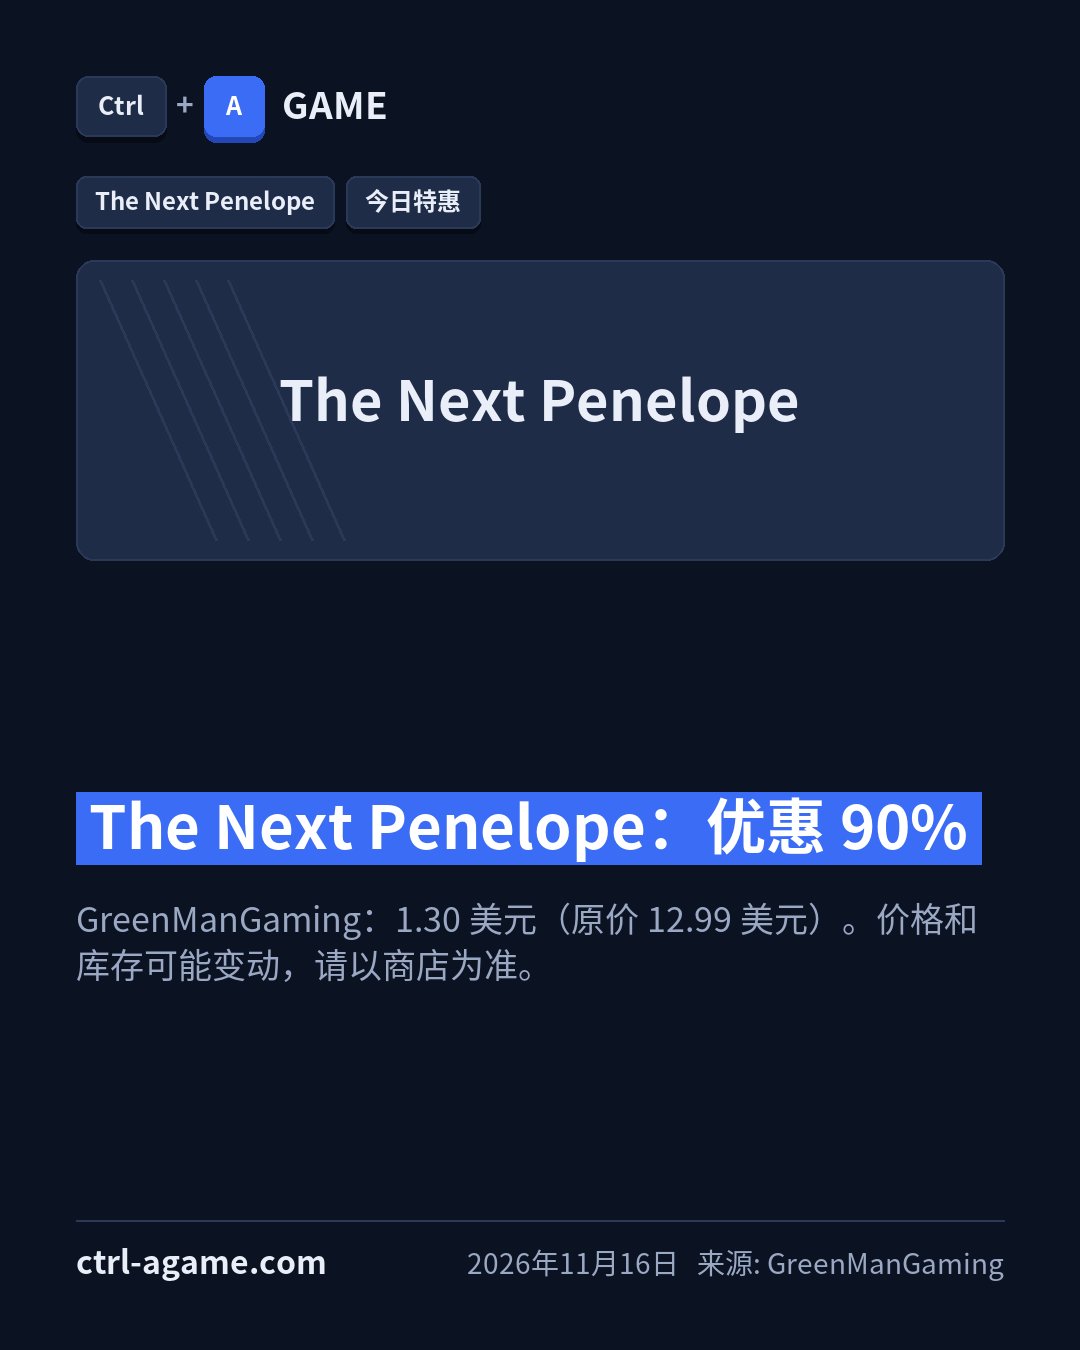 Ctrl + A GAME
The Next Penelope 今日特惠
The Next Penelope
The Next Penelope：优惠 90%
GreenManGaming：1.30 美元（原价 12.99 美元）。价格和
库存可能变动，请以商店为准。
ctrl-agame.com 2026年11月16日 来源: GreenManGaming